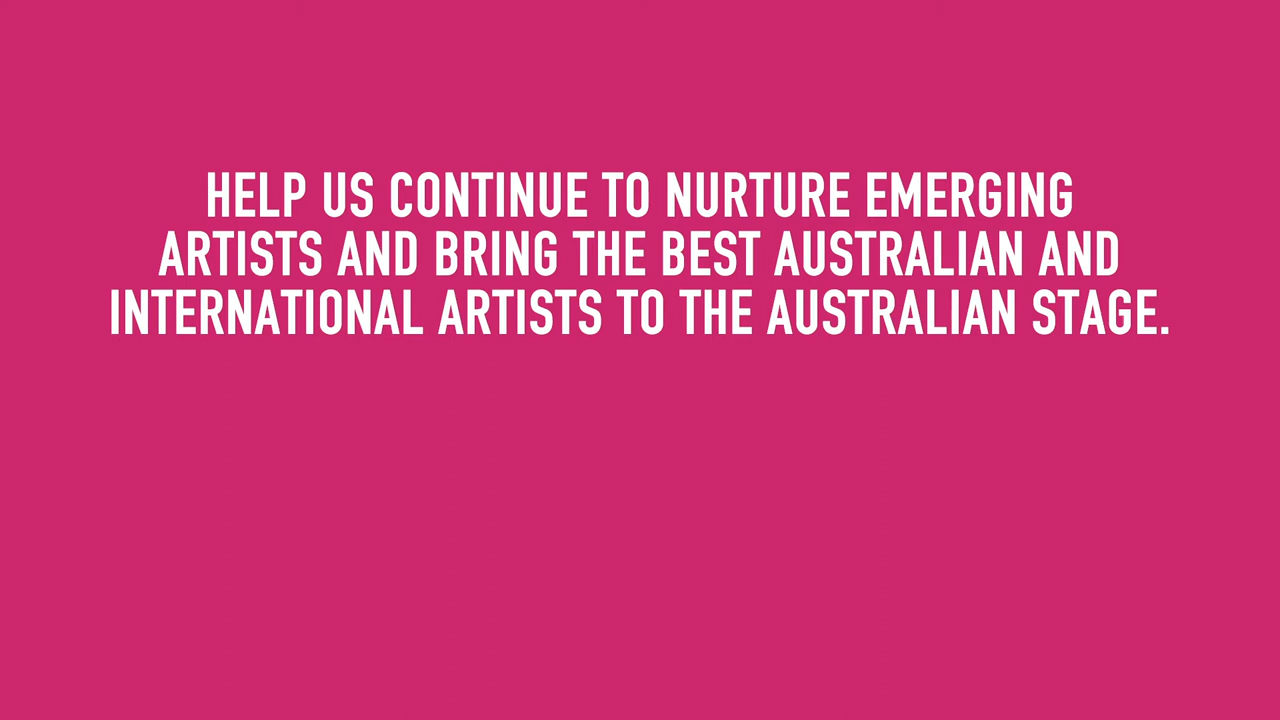 HELP US CONTINUE TO NURTURE EMERGING
ARTISTS AND BRING THE BEST AUSTRALIAN AND
INTERNATIONAL ARTISTS TO THE AUSTRALIAN STAGE.